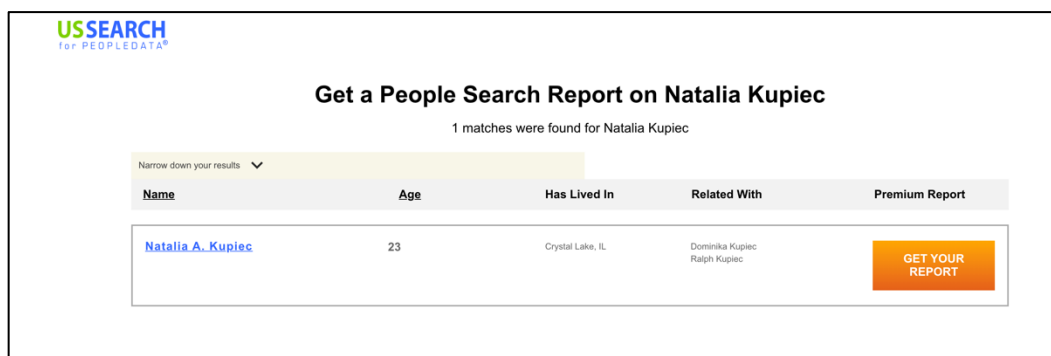 USSEARCH
for PEOPLEDATA®
Get a People Search Report on Natalia Kupiec
1 matches were found for Natalia Kupiec
Narrow down your results
Name Age Has Lived In Related With Premium Report
Natalia A. Kupiec 23 Crystal Lake, IL Dominika Kupiec
Ralph Kupiec
GET YOUR
REPORT